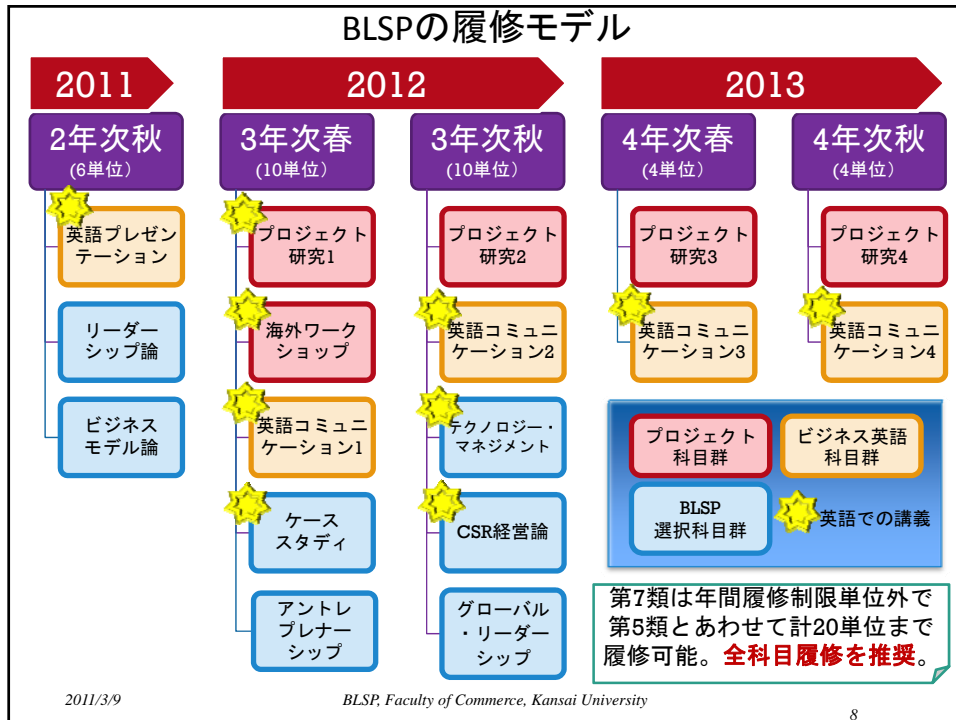 BLSPの履修モデル
2011
2012
2013
2年次秋
(6単位)
3年次春
(10単位)
3年次秋
(10単位)
4年次春
(4単位)
4年次秋
(4単位)
英語プレゼン
テーション
リーダー
シップ論
ビジネス
モデル論
プロジェクト
研究1
海外ワーク
ショップ
英語コミュニ
ケーション1
ケース
スタディ
アントレ
プレナー
シップ
プロジェクト
研究2
英語コミュニ
ケーション2
テクノロジー・
マネジメント
CSR経営論
グローバル
・リーダー
シップ
プロジェクト
研究3
英語コミュニ
ケーション3
プロジェクト
研究4
英語コミュニ
ケーション4
プロジェクト
科目群
ビジネス英語
科目群
BLSP
選択科目群
英語での講義
第7類は年間履修制限単位外で
第5類とあわせて計20単位まで
履修可能。全科目履修を推奨。
2011/3/9
BLSP, Faculty of Commerce, Kansai University
8